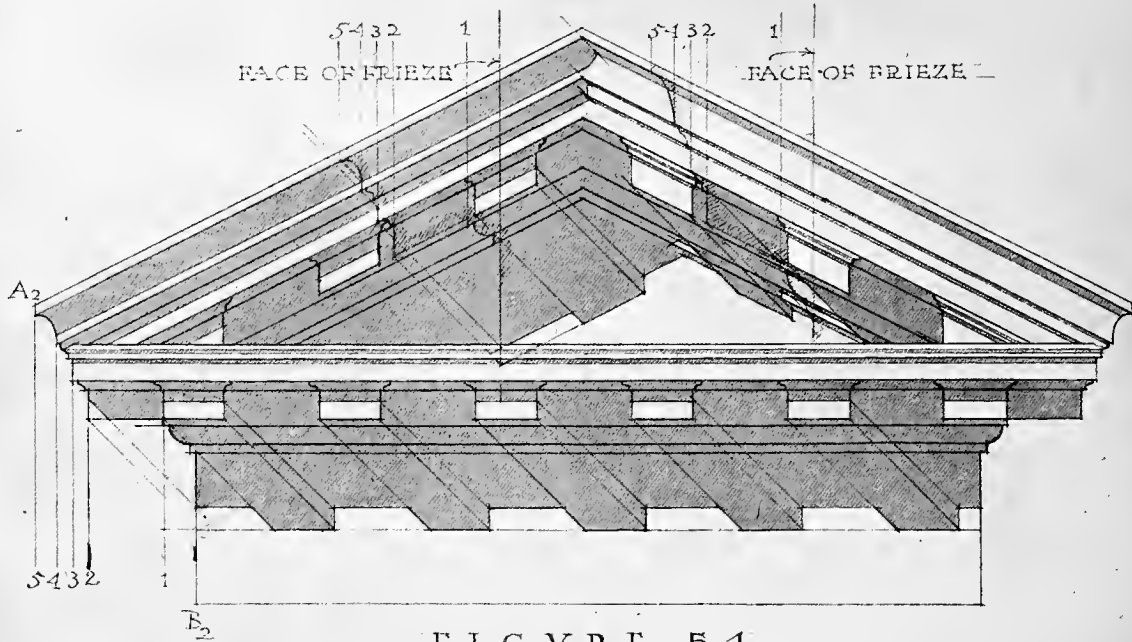 5 4 3 2 1 5 4 3 2 1
FACE OF FRIEZE FACE OF FRIEZE
A2
5 4 3 2 1
B2
FIGVRE 54